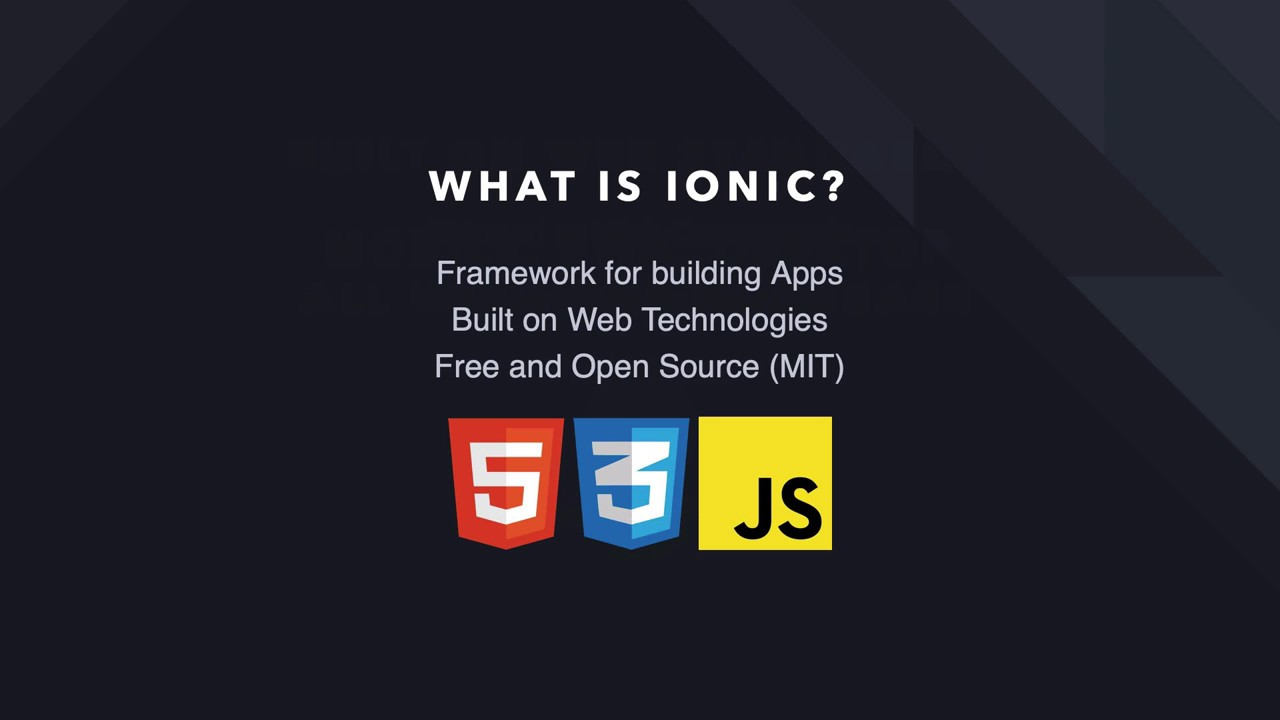 WHAT IS IONIC?
Framework for building Apps
Built on Web Technologies
Free and Open Source (MIT)
5 3 JS